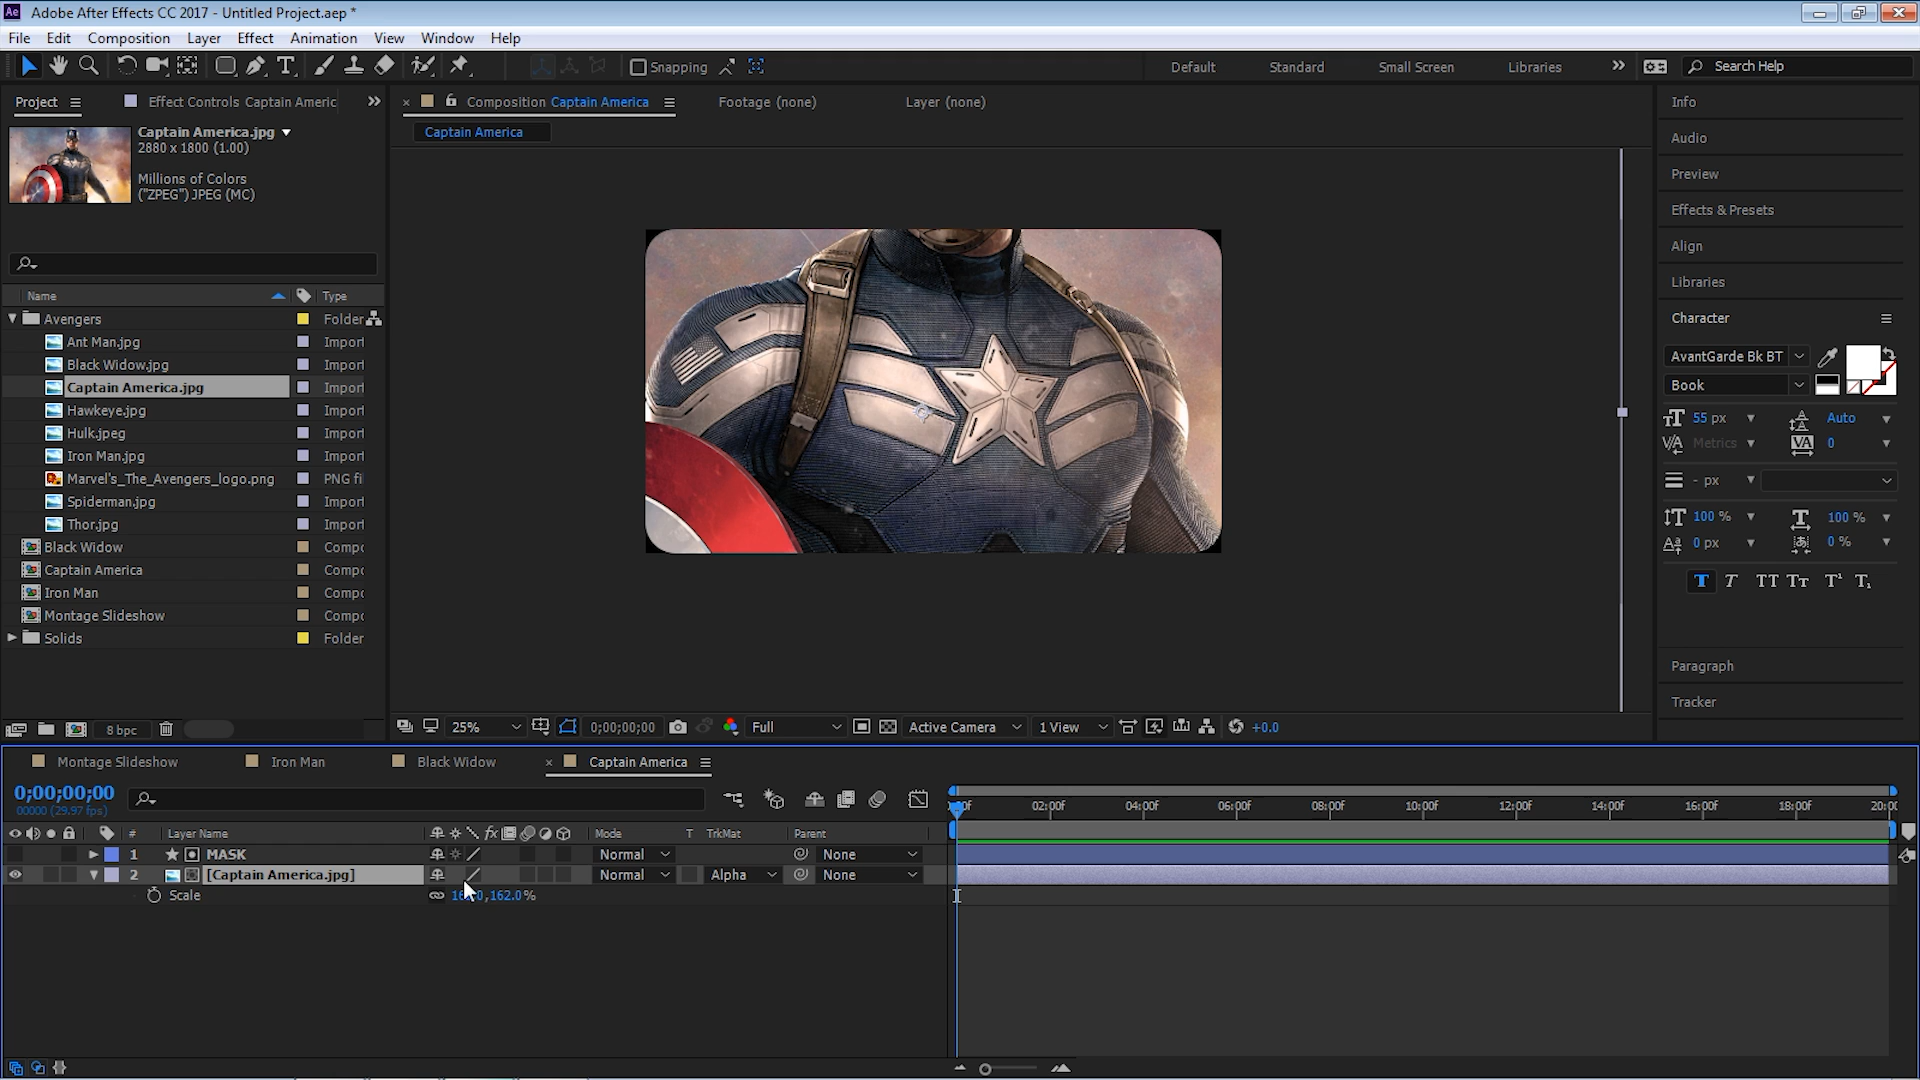 Adobe After Effects CC 2017 - Untitled Project.aep *
File Edit Composition Layer Effect Animation View Window Help
Snapping
Default Standard Small Screen Libraries
Search Help
Project
Effect Controls Captain Americ
Composition Captain America
Footage (none)
Layer (none)
Captain America
Captain America.jpg
2880 x 1800 (1.00)
Millions of Colors
("ZPEG") JPEG (MC)
Name Type
Avengers Folder
Ant Man.jpg Import
Black Widow.jpg Import
Captain America.jpg Import
Hawkeye.jpg Import
Hulk.jpeg Import
Iron Man.jpg Import
Marvel's_The_Avengers_logo.png PNG fi
Spiderman.jpg Import
Thor.jpg Import
Black Widow Compo
Captain America Compo
Iron Man Compo
Montage Slideshow Compo
Solids Folder
8 bpc
25%
0;00;00;00
Full
Active Camera
1 View
+0.0
Info
Audio
Preview
Effects & Presets
Align
Libraries
Character
AvantGarde Bk BT
Book
55 px Auto
Metrics 0
- px
100 % 100 %
0 px 0 %
Paragraph
Tracker
Montage Slideshow Iron Man Black Widow Captain America
0;00;00;00
00000 (29.97 fps)
02:00f 04:00f 06:00f 08:00f 10:00f 12:00f 14:00f 16:00f 18:00f
# Layer Name Mode T TrkMat Parent
1 MASK Normal None
2 [Captain America.jpg] Normal Alpha None
Scale ,162.0%